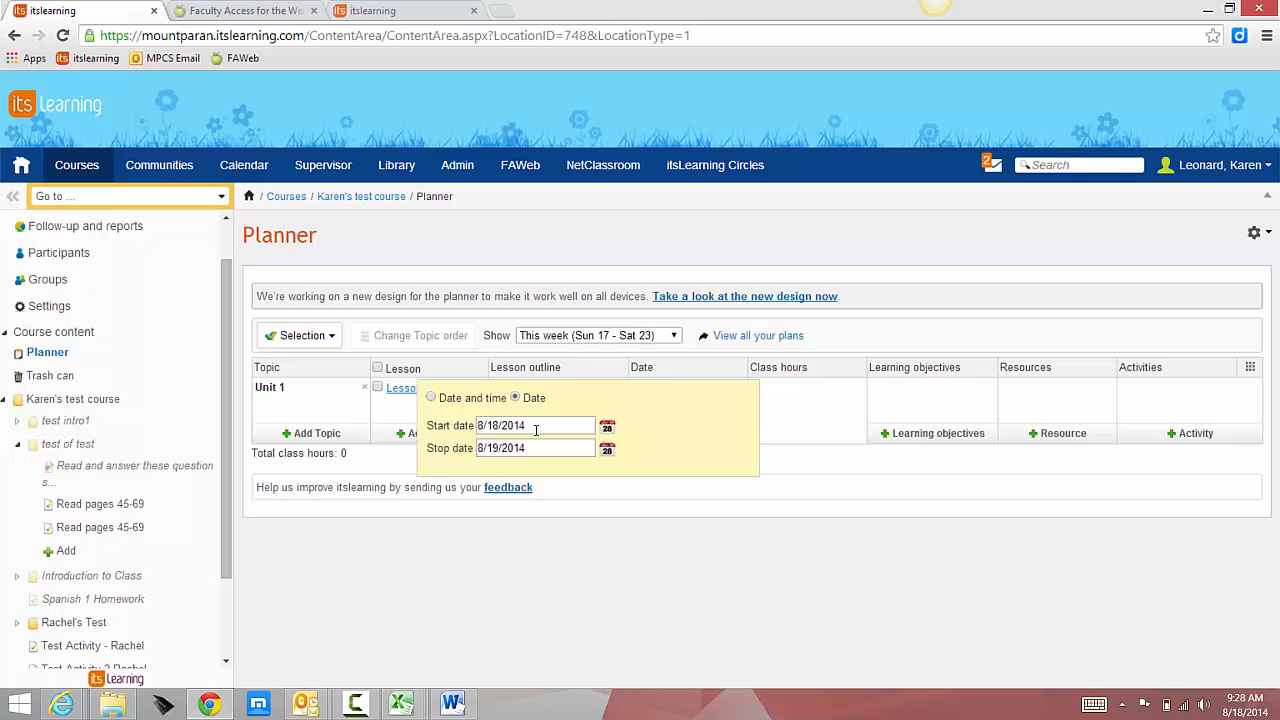 itslearning
Faculty Access for the We
itslearning
https://mountparan.itslearning.com/ContentArea/ContentArea.aspx?LocationID=748&LocationType=1
Apps itslearning MPCS Email FAWeb
its learning
Courses Communities Calendar Supervisor Library Admin FAWeb NetClassroom itsLearning Circles 2 Search Leonard, Karen
Go to ...
/ Courses / Karen's test course / Planner
Follow-up and reports
Participants
Groups
Settings
Course content
Planner
Trash can
Karen's test course
test intro1
test of test
Read and answer these question
s...
Read pages 45-69
Read pages 45-69
Add
Introduction to Class
Spanish 1 Homework
Rachel's Test
Test Activity - Rachel
Test Activity 2 Rachel
its learning
Planner
We're working on a new design for the planner to make it work well on all devices. Take a look at the new design now.
Selection Change Topic order Show This week (Sun 17 - Sat 23) View all your plans
Topic Lesson Lesson outline Date Class hours Learning objectives Resources Activities
Unit 1 × Lesso
Date and time Date
Start date 8/18/2014 28
Stop date 8/19/2014 28
Add Topic Ad Learning objectives Resource Activity
Total class hours: 0
Help us improve itslearning by sending us your feedback
9:28 AM
8/18/2014